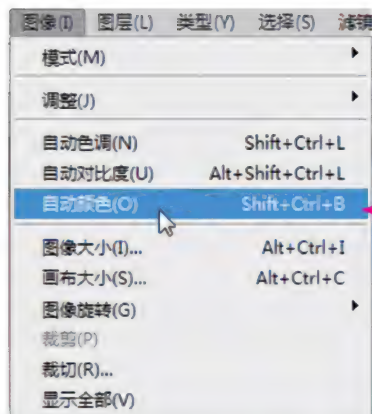 图像(I) 图层(L) 类型(Y) 选择(S) 滤镜
模式(M)
调整(J)
自动色调(N) Shift+Ctrl+L
自动对比度(U) Alt+Shift+Ctrl+L
自动颜色(O) Shift+Ctrl+B
图像大小(I)... Alt+Ctrl+I
画布大小(S)... Alt+Ctrl+C
图像旋转(G)
裁剪(P)
裁切(R)...
显示全部(V)